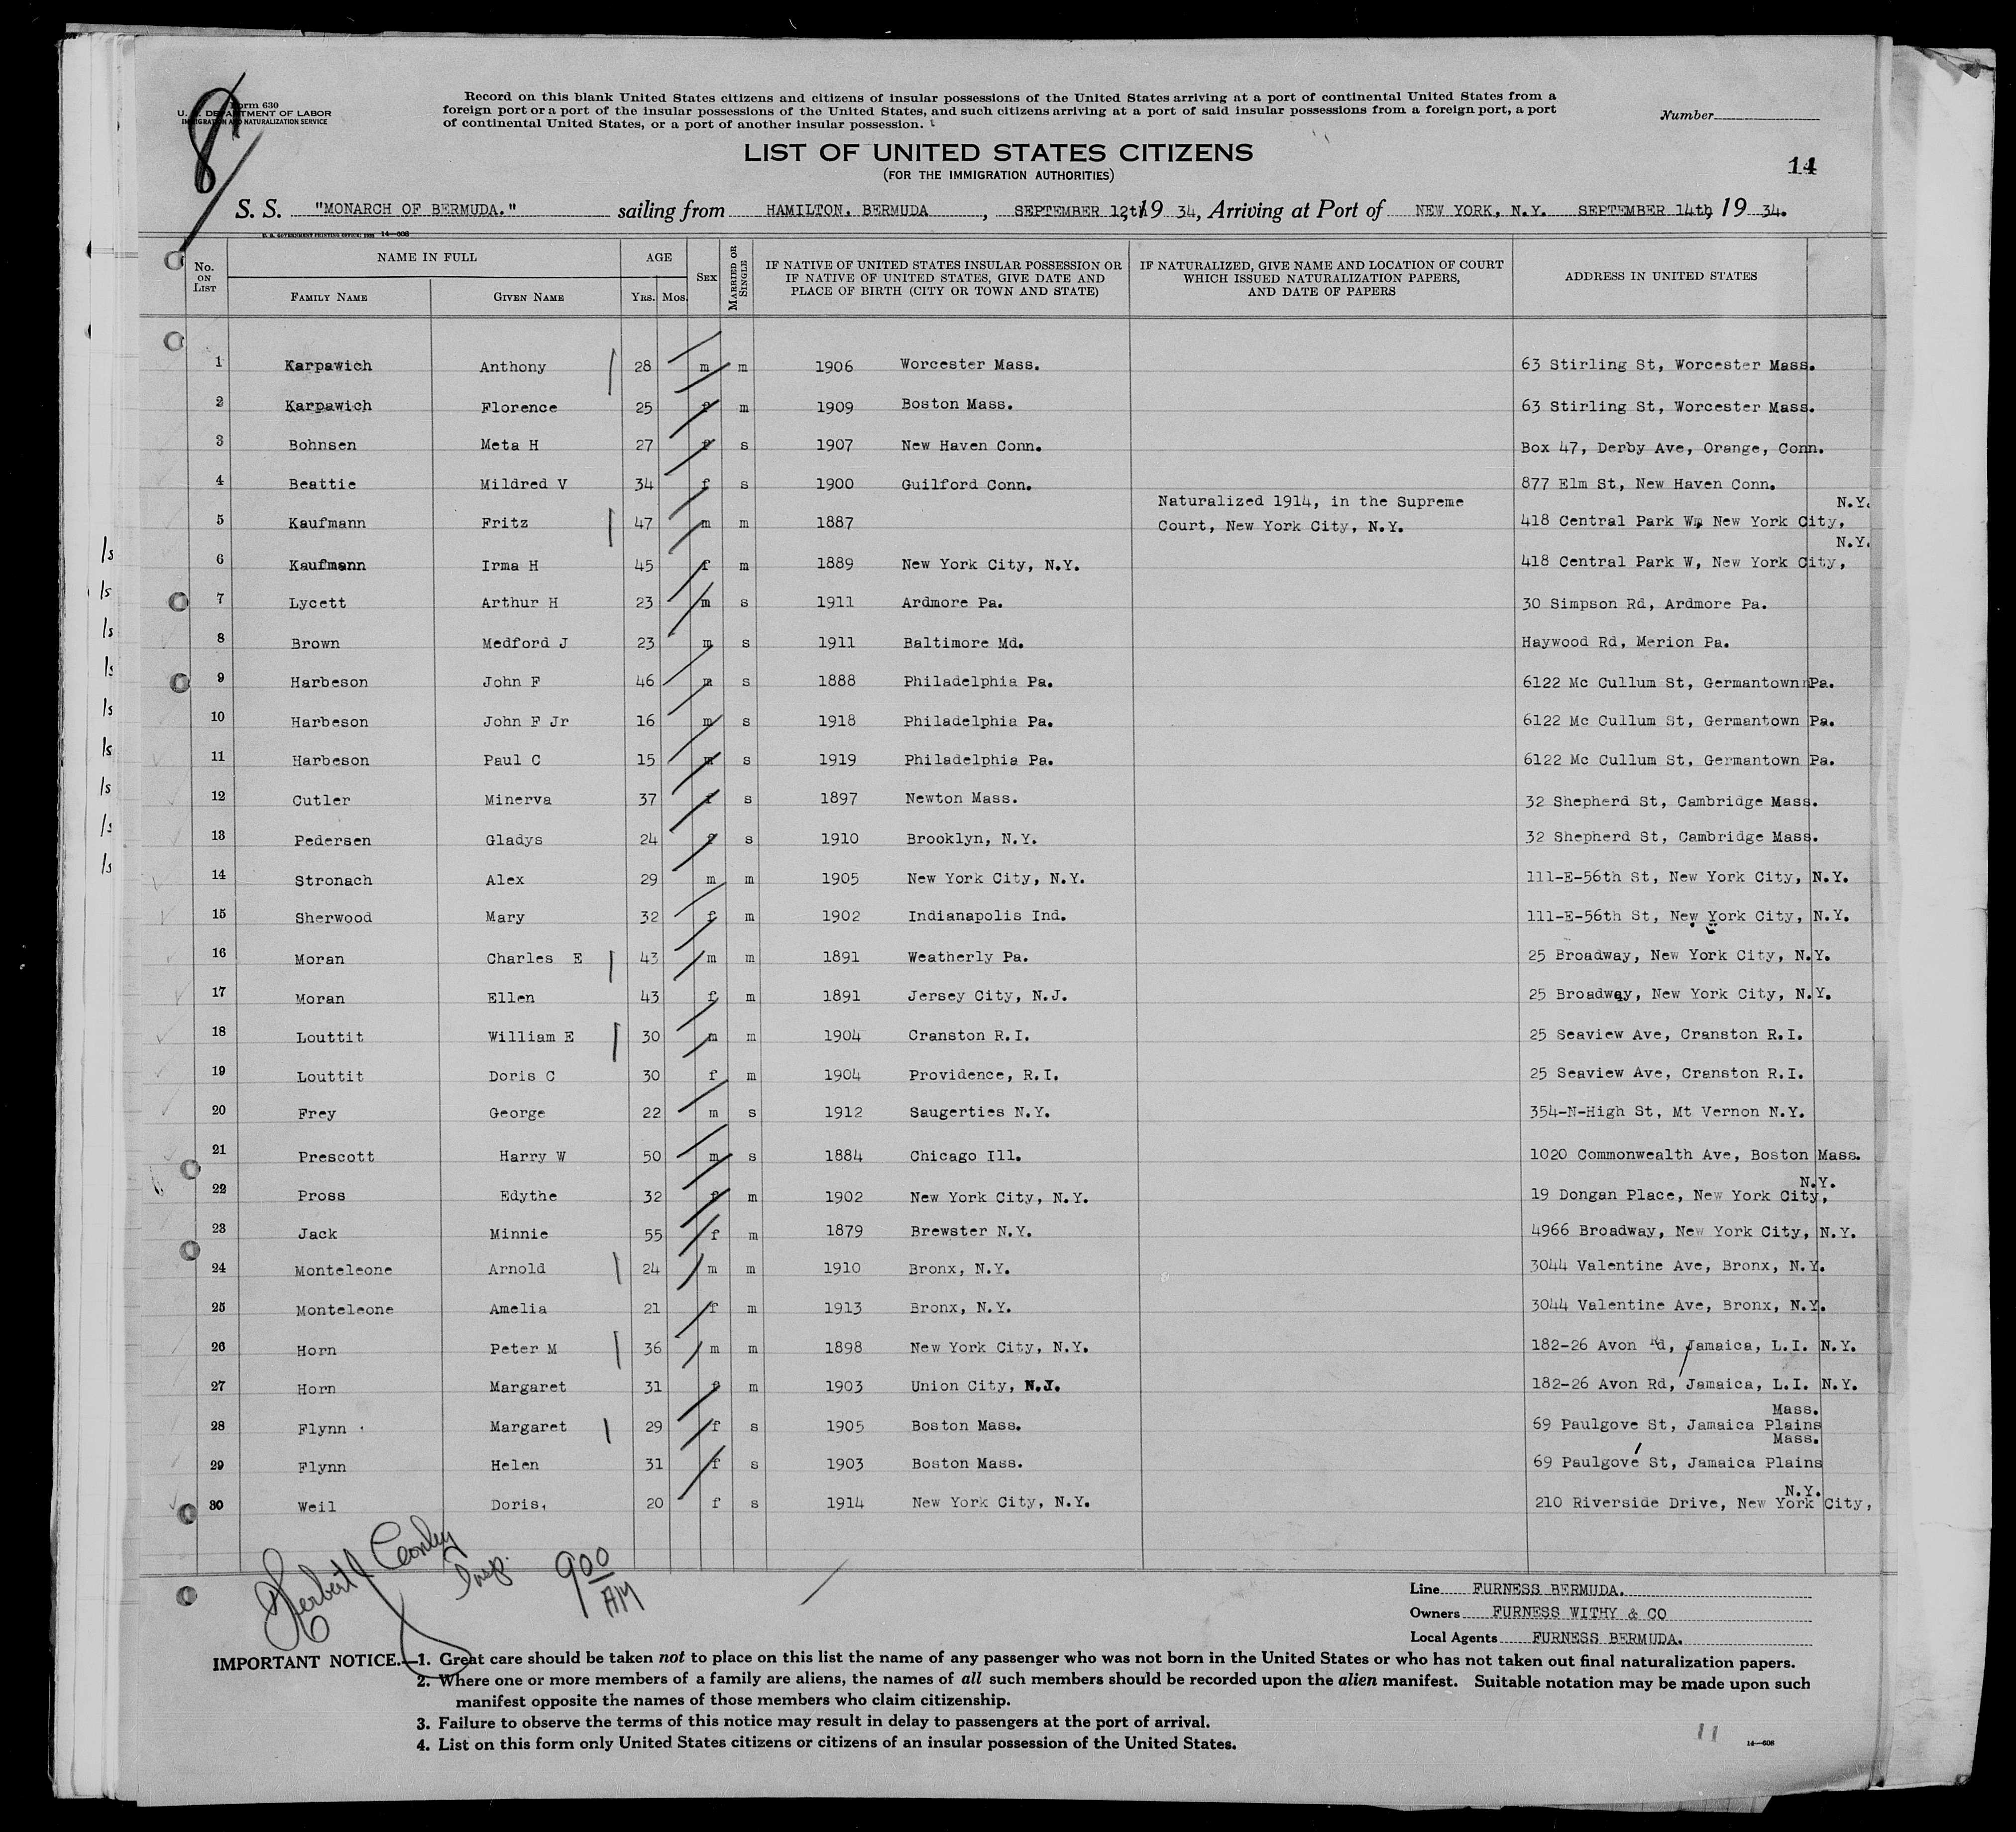 Form 630
U. S. DEPARTMENT OF LABOR
IMMIGRATION AND NATURALIZATION SERVICE
8
Record on this blank United States citizens and citizens of insular possessions of the United States arriving at a port of continental United States from a
foreign port or a port of the insular possessions of the United States, and such citizens arriving at a port of said insular possessions from a foreign port, a port
of continental United States, or a port of another insular possession.
Number
LIST OF UNITED STATES CITIZENS
(FOR THE IMMIGRATION AUTHORITIES)
14
S. S. "MONARCH OF BERMUDA." sailing from HAMILTON. BERMUDA , SEPTEMBER 12,th 19 34, Arriving at Port of NEW YORK, N.Y. SEPTEMBER 14th, 19 34.
U. S. GOVERNMENT PRINTING OFFICE: 1933 14—608
No. ON LIST
NAME IN FULL
FAMILY NAME GIVEN NAME
AGE
YRS. MOS.
SEX
MARRIED OR SINGLE
IF NATIVE OF UNITED STATES INSULAR POSSESSION OR
IF NATIVE OF UNITED STATES, GIVE DATE AND
PLACE OF BIRTH (CITY OR TOWN AND STATE)
IF NATURALIZED, GIVE NAME AND LOCATION OF COURT
WHICH ISSUED NATURALIZATION PAPERS,
AND DATE OF PAPERS
ADDRESS IN UNITED STATES
1 Karpawich Anthony 28 m m 1906 Worcester Mass. 63 Stirling St, Worcester Mass.
2 Karpawich Florence 25 f m 1909 Boston Mass. 63 Stirling St, Worcester Mass.
3 Bohnsen Meta H 27 f s 1907 New Haven Conn. Box 47, Derby Ave, Orange, Conn.
4 Beattie Mildred V 34 f s 1900 Guilford Conn. 877 Elm St, New Haven Conn.
Naturalized 1914, in the Supreme N.Y.
5 Kaufmann Fritz 47 m m 1887 Court, New York City, N.Y. 418 Central Park W, New York City,
N.Y.
6 Kaufmann Irma H 45 f m 1889 New York City, N.Y. 418 Central Park W, New York City,
7 Lycett Arthur H 23 m s 1911 Ardmore Pa. 30 Simpson Rd, Ardmore Pa.
8 Brown Medford J 23 m s 1911 Baltimore Md. Haywood Rd, Merion Pa.
9 Harbeson John F 46 m s 1888 Philadelphia Pa. 6122 Mc Cullum St, Germantown Pa.
10 Harbeson John F Jr 16 m s 1918 Philadelphia Pa. 6122 Mc Cullum St, Germantown Pa.
11 Harbeson Paul C 15 m s 1919 Philadelphia Pa. 6122 Mc Cullum St, Germantown Pa.
12 Cutler Minerva 37 f s 1897 Newton Mass. 32 Shepherd St, Cambridge Mass.
13 Pedersen Gladys 24 f s 1910 Brooklyn, N.Y. 32 Shepherd St, Cambridge Mass.
14 Stronach Alex 29 m m 1905 New York City, N.Y. 111-E-56th St, New York City, N.Y.
15 Sherwood Mary 32 f m 1902 Indianapolis Ind. 111-E-56th St, New York City, N.Y.
16 Moran Charles E 43 m m 1891 Weatherly Pa. 25 Broadway, New York City, N.Y.
17 Moran Ellen 43 f m 1891 Jersey City, N.J. 25 Broadway, New York City, N.Y.
18 Louttit William E 30 m m 1904 Cranston R.I. 25 Seaview Ave, Cranston R.I.
19 Louttit Doris C 30 f m 1904 Providence, R.I. 25 Seaview Ave, Cranston R.I.
20 Frey George 22 m s 1912 Saugerties N.Y. 354-N-High St, Mt Vernon N.Y.
21 Prescott Harry W 50 m s 1884 Chicago Ill. 1020 Commonwealth Ave, Boston Mass.
N.Y.
22 Pross Edythe 32 f m 1902 New York City, N.Y. 19 Dongan Place, New York City,
23 Jack Minnie 55 f m 1879 Brewster N.Y. 4966 Broadway, New York City, N.Y.
24 Monteleone Arnold 24 m m 1910 Bronx, N.Y. 3044 Valentine Ave, Bronx, N.Y.
25 Monteleone Amelia 21 f m 1913 Bronx, N.Y. 3044 Valentine Ave, Bronx, N.Y.
26 Horn Peter M 36 m m 1898 New York City, N.Y. 182-26 Avon Rd, Jamaica, L.I. N.Y.
27 Horn Margaret 31 f m 1903 Union City, N.J. 182-26 Avon Rd, Jamaica, L.I. N.Y.
Mass.
28 Flynn Margaret 29 f s 1905 Boston Mass. 69 Paulgove St, Jamaica Plains
Mass.
29 Flynn Helen 31 f s 1903 Boston Mass. 69 Paulgove St, Jamaica Plains
N.Y.
30 Weil Doris, 20 f s 1914 New York City, N.Y. 210 Riverside Drive, New York City,
Herbert J Conley
Insp.
9 00 AM
Line FURNESS BERMUDA.
Owners FURNESS WITHY & CO
Local Agents FURNESS BERMUDA.
IMPORTANT NOTICE.—1. Great care should be taken not to place on this list the name of any passenger who was not born in the United States or who has not taken out final naturalization papers.
2. Where one or more members of a family are aliens, the names of all such members should be recorded upon the alien manifest. Suitable notation may be made upon such
manifest opposite the names of those members who claim citizenship.
3. Failure to observe the terms of this notice may result in delay to passengers at the port of arrival.
4. List on this form only United States citizens or citizens of an insular possession of the United States.
11
14—608